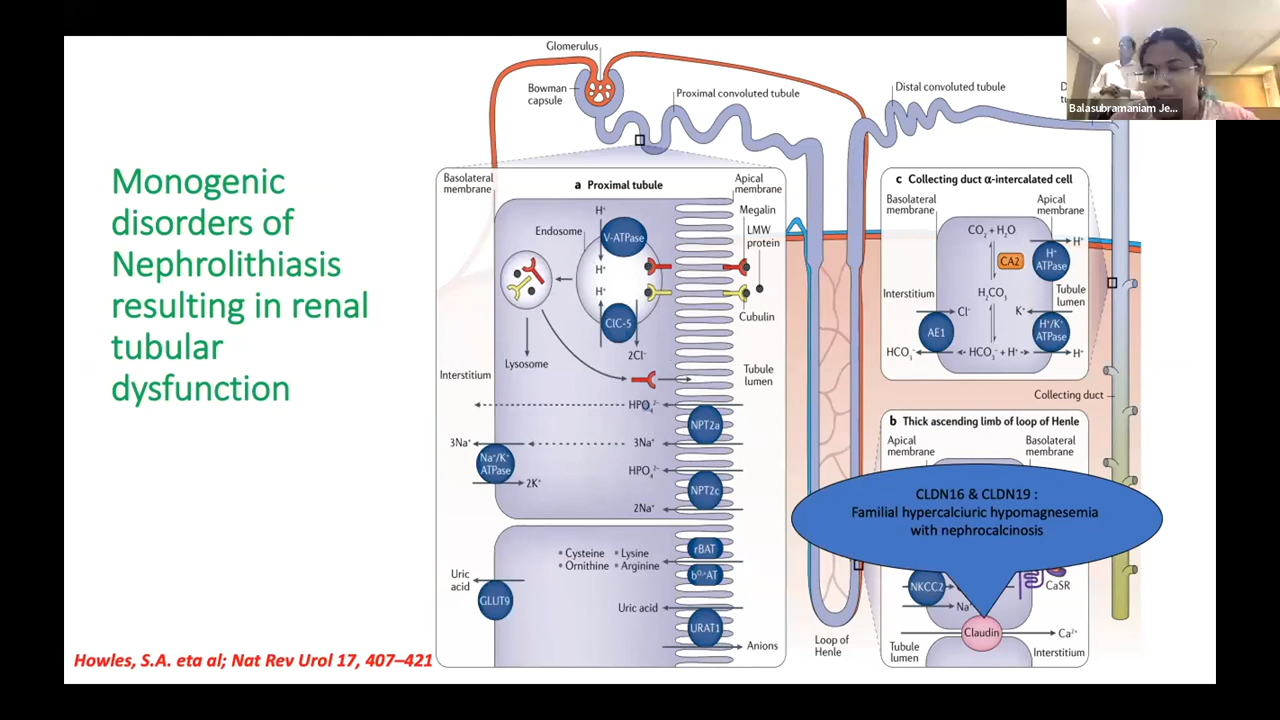 Monogenic
disorders of
Nephrolithiasis
resulting in renal
tubular
dysfunction
Howles, S.A. eta al; Nat Rev Urol 17, 407–421
Balasubramaniam Je...
Glomerulus
Bowman
capsule
Proximal convoluted tubule
Distal convoluted tubule
Basolateral
membrane
a Proximal tubule
Apical
membrane
Megalin
LMW
protein
Cubulin
Endosome
H⁺
V-ATPase
H⁺
H⁺
ClC-5
2Cl⁻
Lysosome
Interstitium
Tubule
lumen
HPO₄²⁻
NPT2a
3Na⁺
3Na⁺
Na⁺/K⁺
ATPase
2K⁺
HPO₄²⁻
NPT2c
2Na⁺
• Cysteine • Lysine
• Ornithine • Arginine
rBAT
b⁰,⁺AT
Uric
acid
GLUT9
Uric acid
URAT1
Anions
Loop of
Henle
c Collecting duct α-intercalated cell
Basolateral
membrane
Apical
membrane
CO₂ + H₂O
H⁺
CA2
H⁺
ATPase
H₂CO₃
Interstitium
Tubule
lumen
Cl⁻
K⁺
AE1
H⁺/K⁺
ATPase
HCO₃⁻
HCO₃⁻ + H⁺
H⁺
Collecting duct
b Thick ascending limb of loop of Henle
Apical
membrane
Basolateral
membrane
CLDN16 & CLDN19 :
Familial hypercalciuric hypomagnesemia
with nephrocalcinosis
NKCC2
CaSR
Na⁺
Claudin
Ca²⁺
Tubule
lumen
Interstitium